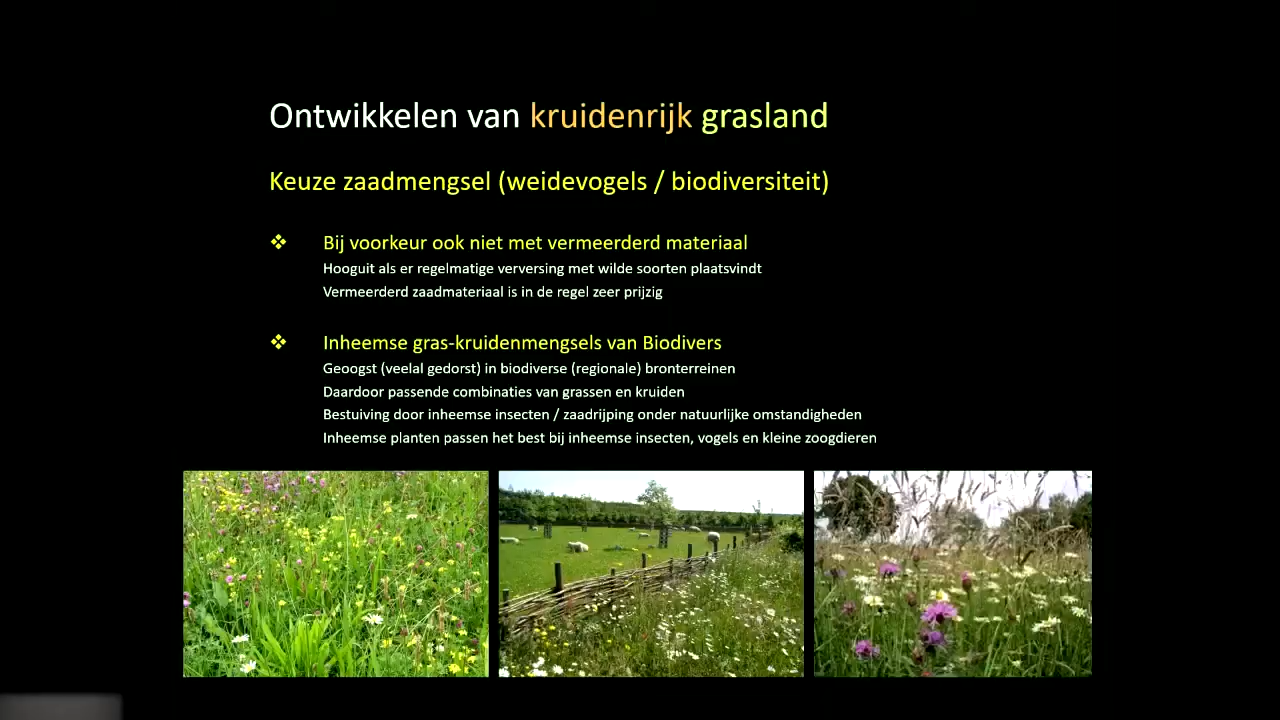 Ontwikkelen van kruidenrijk grasland
Keuze zaadmengsel (weidevogels / biodiversiteit)
❖ Bij voorkeur ook niet met vermeerderd materiaal
Hooguit als er regelmatige verversing met wilde soorten plaatsvindt
Vermeerderd zaadmateriaal is in de regel zeer prijzig
❖ Inheemse gras-kruidenmengsels van Biodivers
Geoogst (veelal gedorst) in biodiverse (regionale) bronterreinen
Daardoor passende combinaties van grassen en kruiden
Bestuiving door inheemse insecten / zaadrijping onder natuurlijke omstandigheden
Inheemse planten passen het best bij inheemse insecten, vogels en kleine zoogdieren